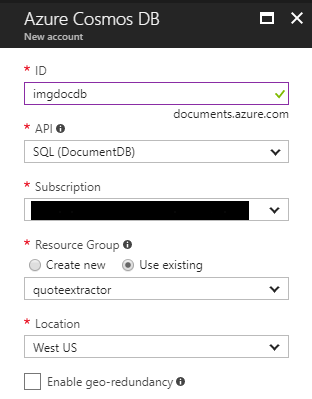 Azure Cosmos DB
New account
* ID
imgdocdb
documents.azure.com
* API
SQL (DocumentDB)
* Subscription
* Resource Group
Create new Use existing
quoteextractor
* Location
West US
Enable geo-redundancy